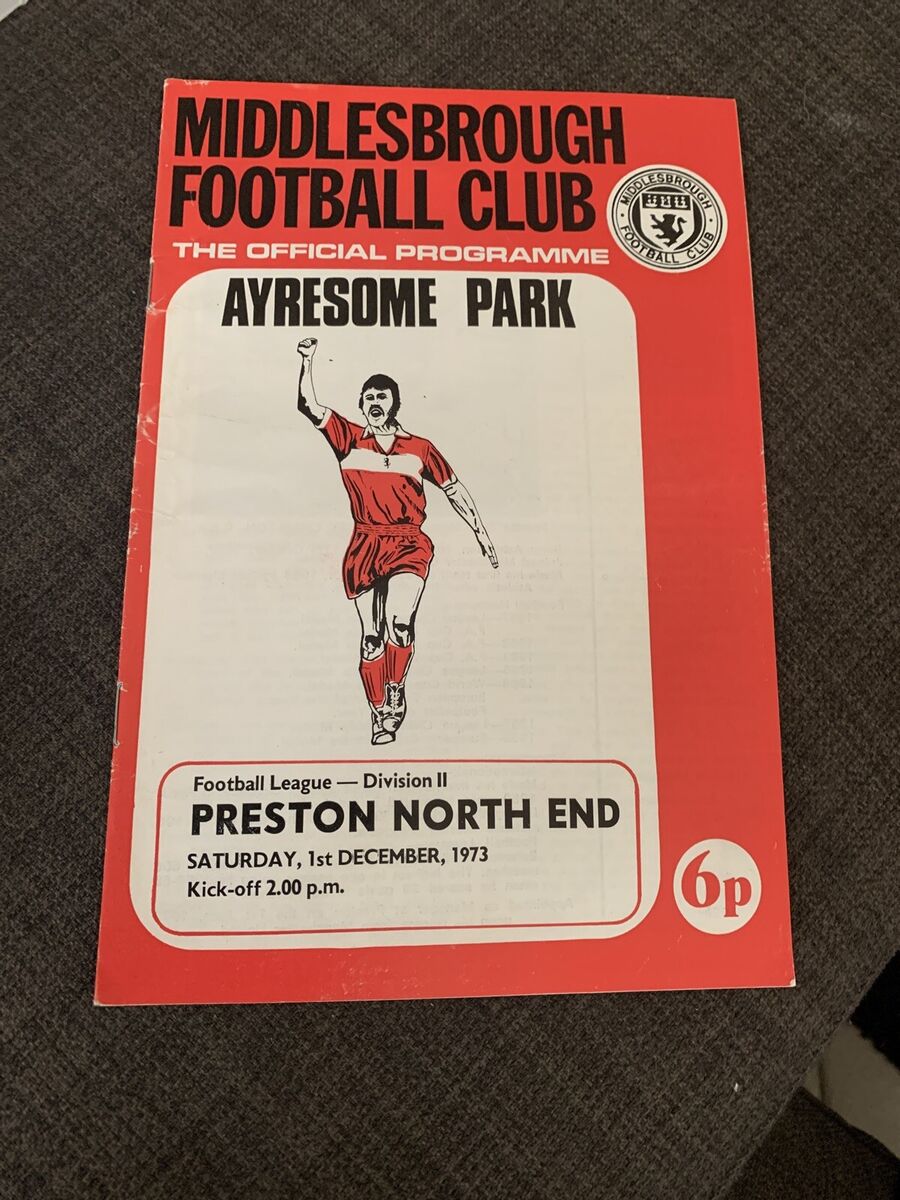 MIDDLESBROUGH
FOOTBALL CLUB
THE OFFICIAL PROGRAMME
MIDDLESBROUGH
FOOTBALL CLUB
AYRESOME PARK
Football League — Division II
PRESTON NORTH END
SATURDAY, 1st DECEMBER, 1973
Kick-off 2.00 p.m.
6p